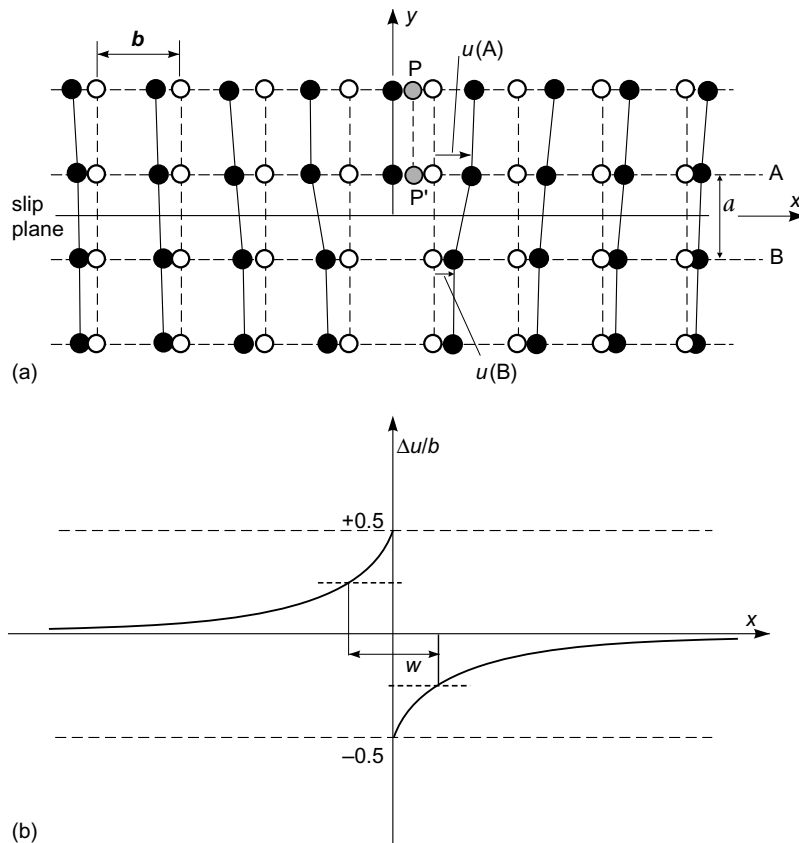 y
b
P
u(A)
A
P'
slip
plane
a
x
B
u(B)
(a)
Δu/b
+0.5
x
w
–0.5
(b)